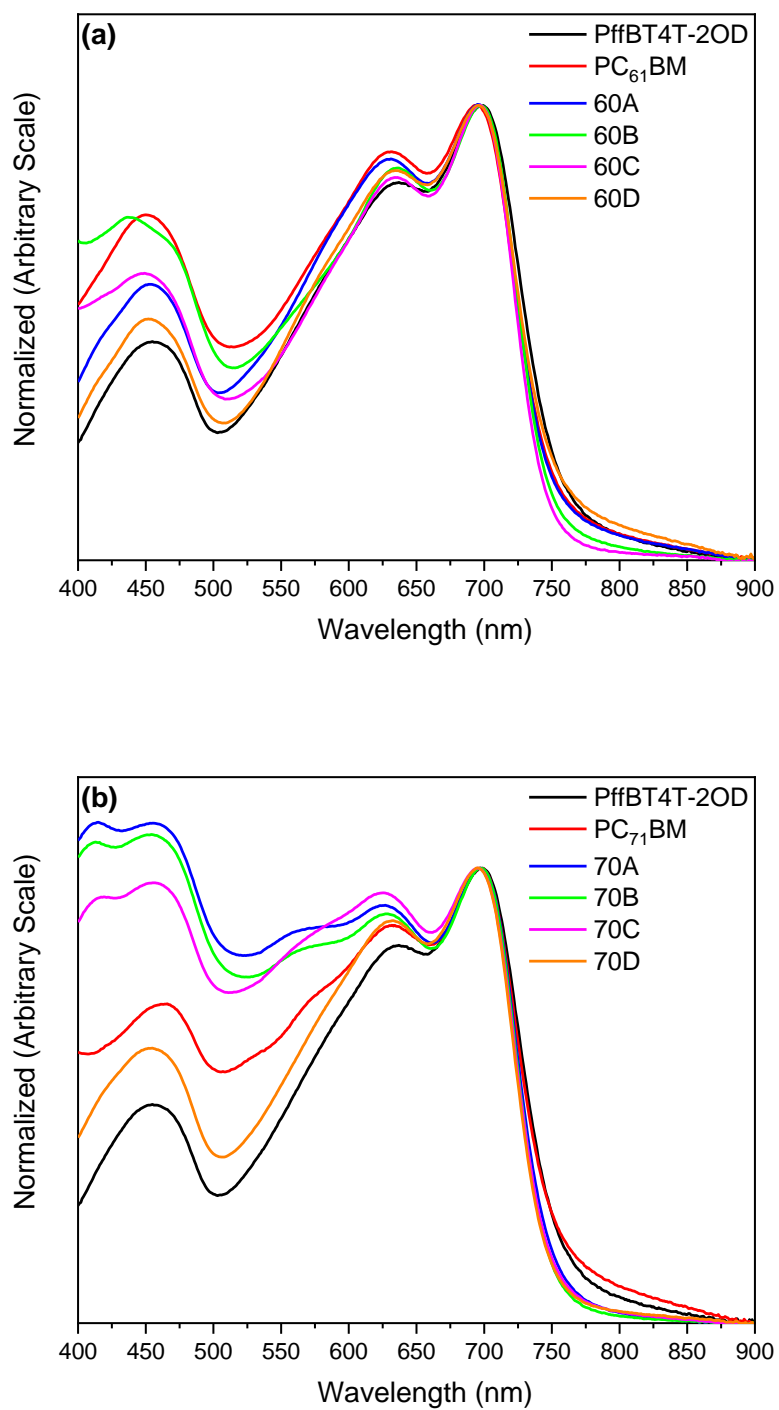 (a)
PffBT4T-2OD
PC61BM
60A
60B
60C
60D
Normalized (Arbitrary Scale)
400 450 500 550 600 650 700 750 800 850 900
Wavelength (nm)
(b)
PffBT4T-2OD
PC71BM
70A
70B
70C
70D
Normalized (Arbitrary Scale)
400 450 500 550 600 650 700 750 800 850 900
Wavelength (nm)